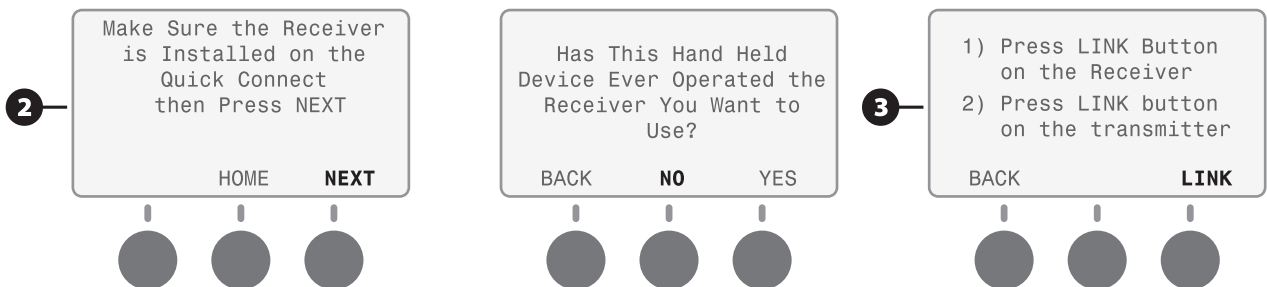 2
Make Sure the Receiver
is Installed on the
Quick Connect
then Press NEXT
HOME NEXT
Has This Hand Held
Device Ever Operated the
Receiver You Want to
Use?
BACK NO YES
3
1) Press LINK Button
on the Receiver
2) Press LINK button
on the transmitter
BACK LINK